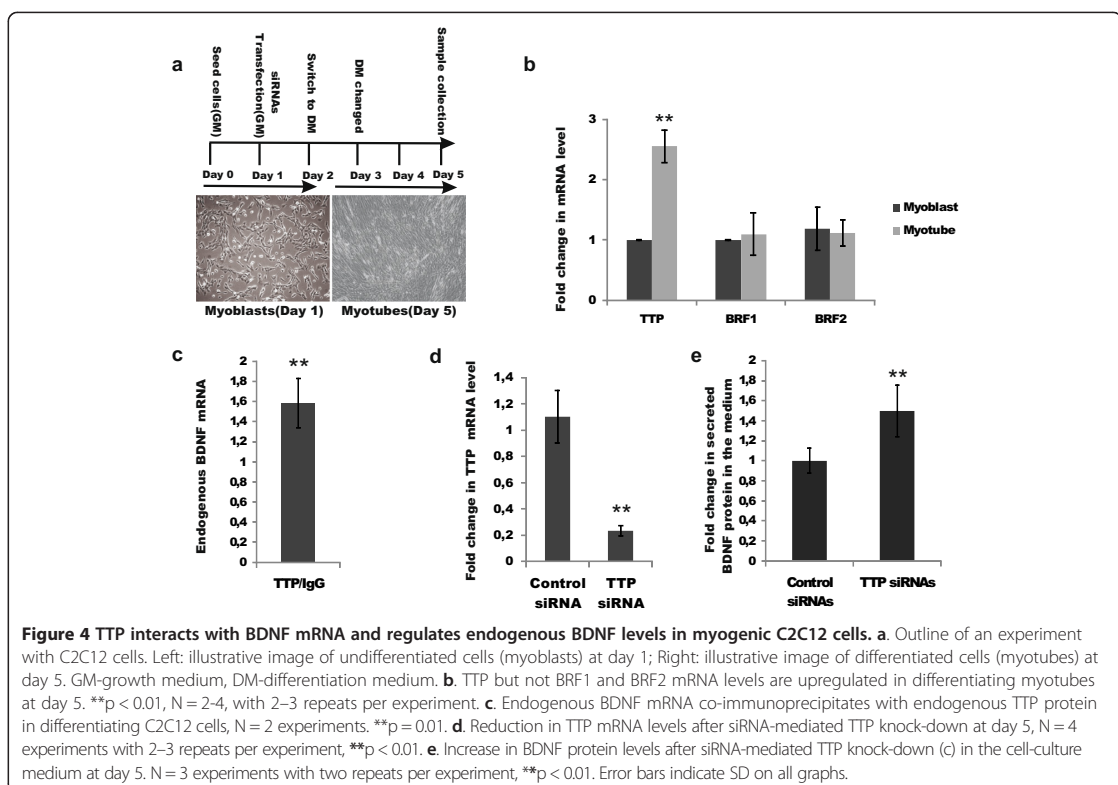 a
Seed cells(GM)
Transfection(GM)
siRNAs
Switch to DM
DM changed
Sample collection
Day 0
Day 1
Day 2
Day 3
Day 4
Day 5
Myoblasts(Day 1)
Myotubes(Day 5)
b
Fold change in mRNA level
3
2
1
0
**
TTP
BRF1
BRF2
Myoblast
Myotube
c
Endogenous BDNF mRNA
2
1,8
1,6
1,4
1,2
1
0,8
0,6
0,4
0,2
0
**
TTP/IgG
d
Fold change in TTP mRNA level
1,4
1,2
1
0,8
0,6
0,4
0,2
0
**
Control
siRNA
TTP
siRNA
e
Fold change in secreted
BDNF protein in the medium
2
1,8
1,6
1,4
1,2
1
0,8
0,6
0,4
0,2
0
**
Control
siRNAs
TTP siRNAs
Figure 4 TTP interacts with BDNF mRNA and regulates endogenous BDNF levels in myogenic C2C12 cells. a. Outline of an experiment
with C2C12 cells. Left: illustrative image of undifferentiated cells (myoblasts) at day 1; Right: illustrative image of differentiated cells (myotubes) at
day 5. GM-growth medium, DM-differentiation medium. b. TTP but not BRF1 and BRF2 mRNA levels are upregulated in differentiating myotubes
at day 5. **p < 0.01, N = 2-4, with 2–3 repeats per experiment. c. Endogenous BDNF mRNA co-immunoprecipitates with endogenous TTP protein
in differentiating C2C12 cells, N = 2 experiments. **p = 0.01. d. Reduction in TTP mRNA levels after siRNA-mediated TTP knock-down at day 5, N = 4
experiments with 2–3 repeats per experiment, **p < 0.01. e. Increase in BDNF protein levels after siRNA-mediated TTP knock-down (c) in the cell-culture
medium at day 5. N = 3 experiments with two repeats per experiment, **p < 0.01. Error bars indicate SD on all graphs.